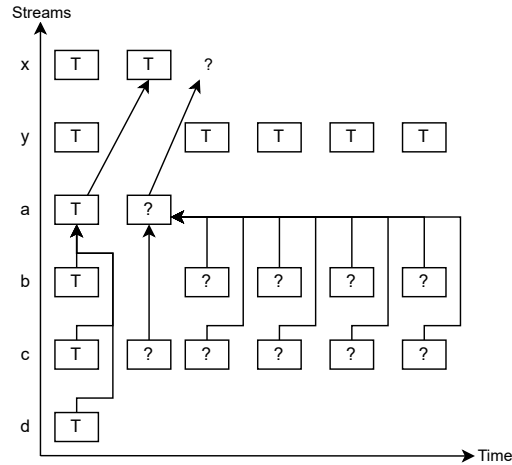 Streams
x T T ?
y T T T T T
a T ?
b T ? ? ? ?
c T ? ? ? ? ?
d T
Time